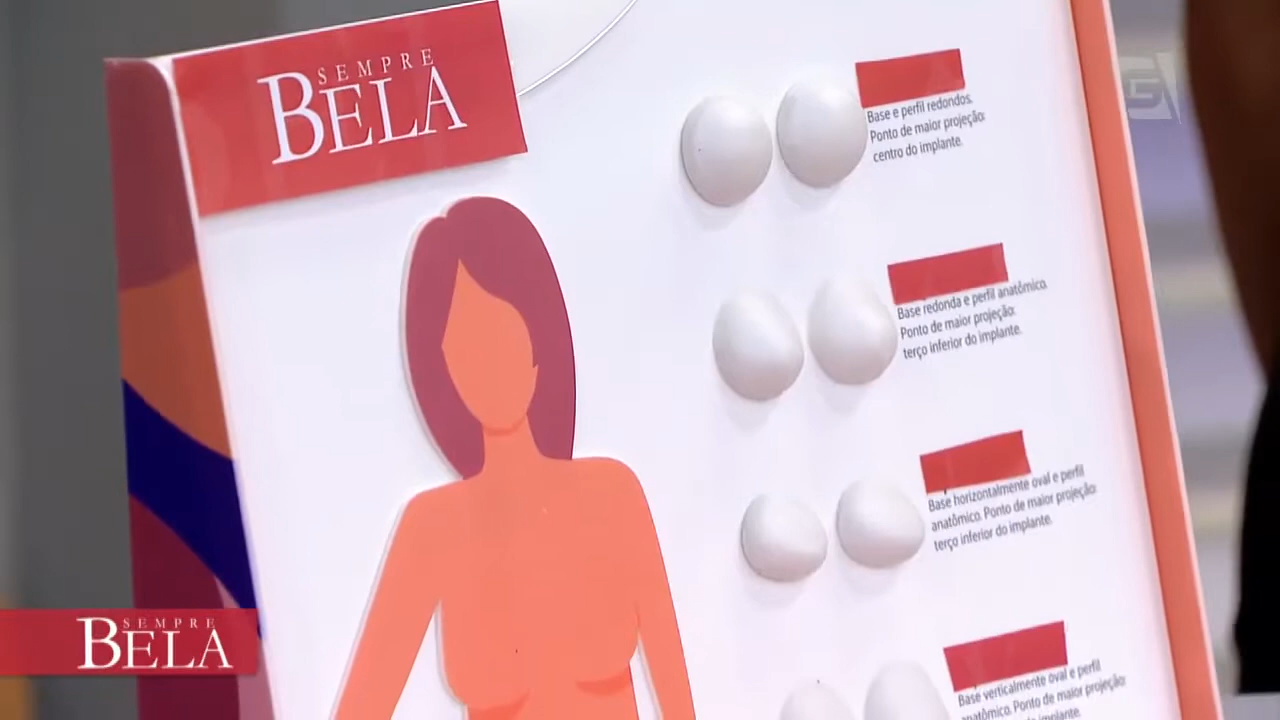 SEMPRE
BELA
Base e perfil redondos.
Ponto de maior projeção:
centro do implante.
Base redonda e perfil anatômico.
Ponto de maior projeção:
terço inferior do implante.
Base horizontalmente oval e perfil
anatômico. Ponto de maior projeção:
terço inferior do implante.
Base verticalmente oval e perfil
anatômico. Ponto de maior projeção:
SEMPRE
BELA
G